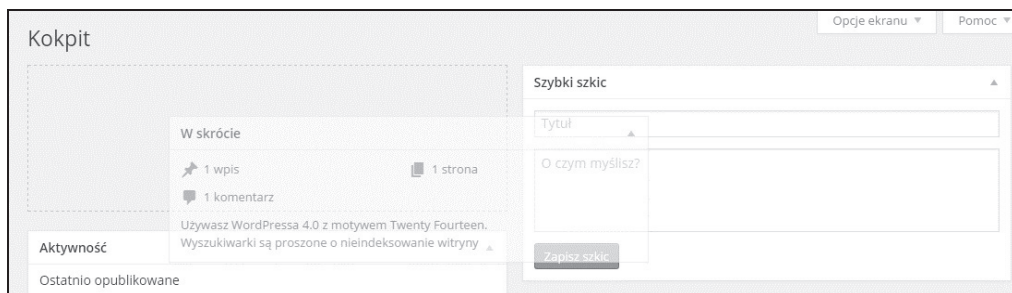 Opcje ekranu
Pomoc
Kokpit
Szybki szkic
Tytuł
O czym myślisz?
Zapisz szkic
W skrócie
1 wpis
1 strona
1 komentarz
Używasz WordPressa 4.0 z motywem Twenty Fourteen.
Wyszukiwarki są proszone o nieindeksowanie witryny
Aktywność
Ostatnio opublikowane